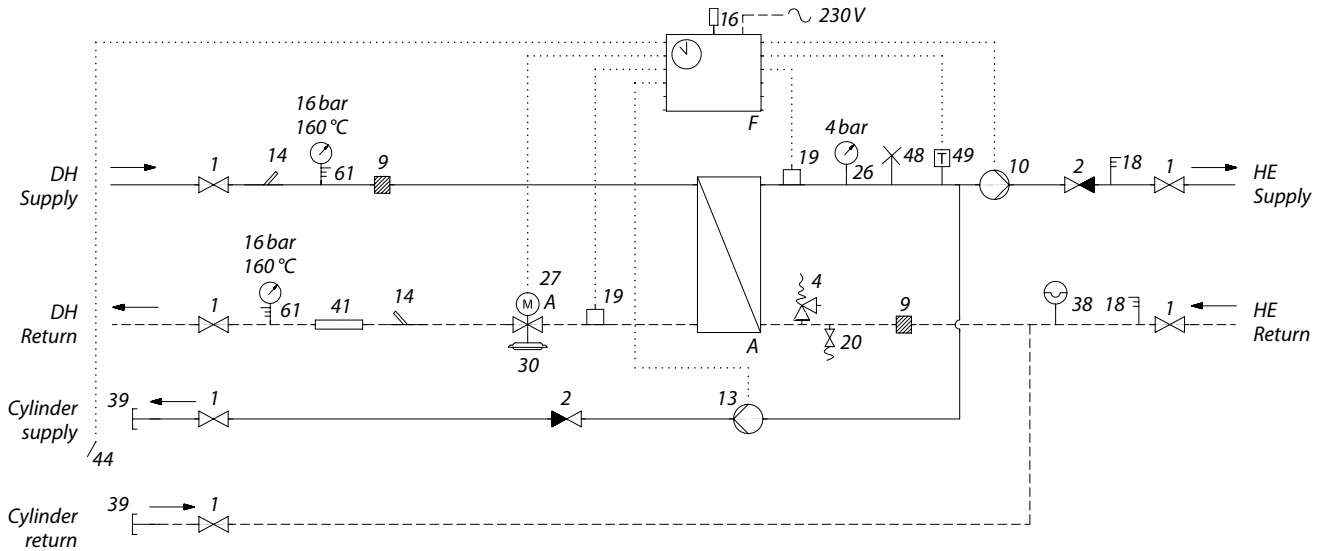 16 230 V
F
16 bar
160 °C
4 bar
DH
Supply
1 14 61 9 19 26 48 49 T 10 2 18 1
HE
Supply
16 bar
160 °C
DH
Return
1 61 41 14 27 M A 30 19 A 4 20 9 38 18 1
HE
Return
Cylinder
supply
39 1 2 13
44
Cylinder
return
39 1